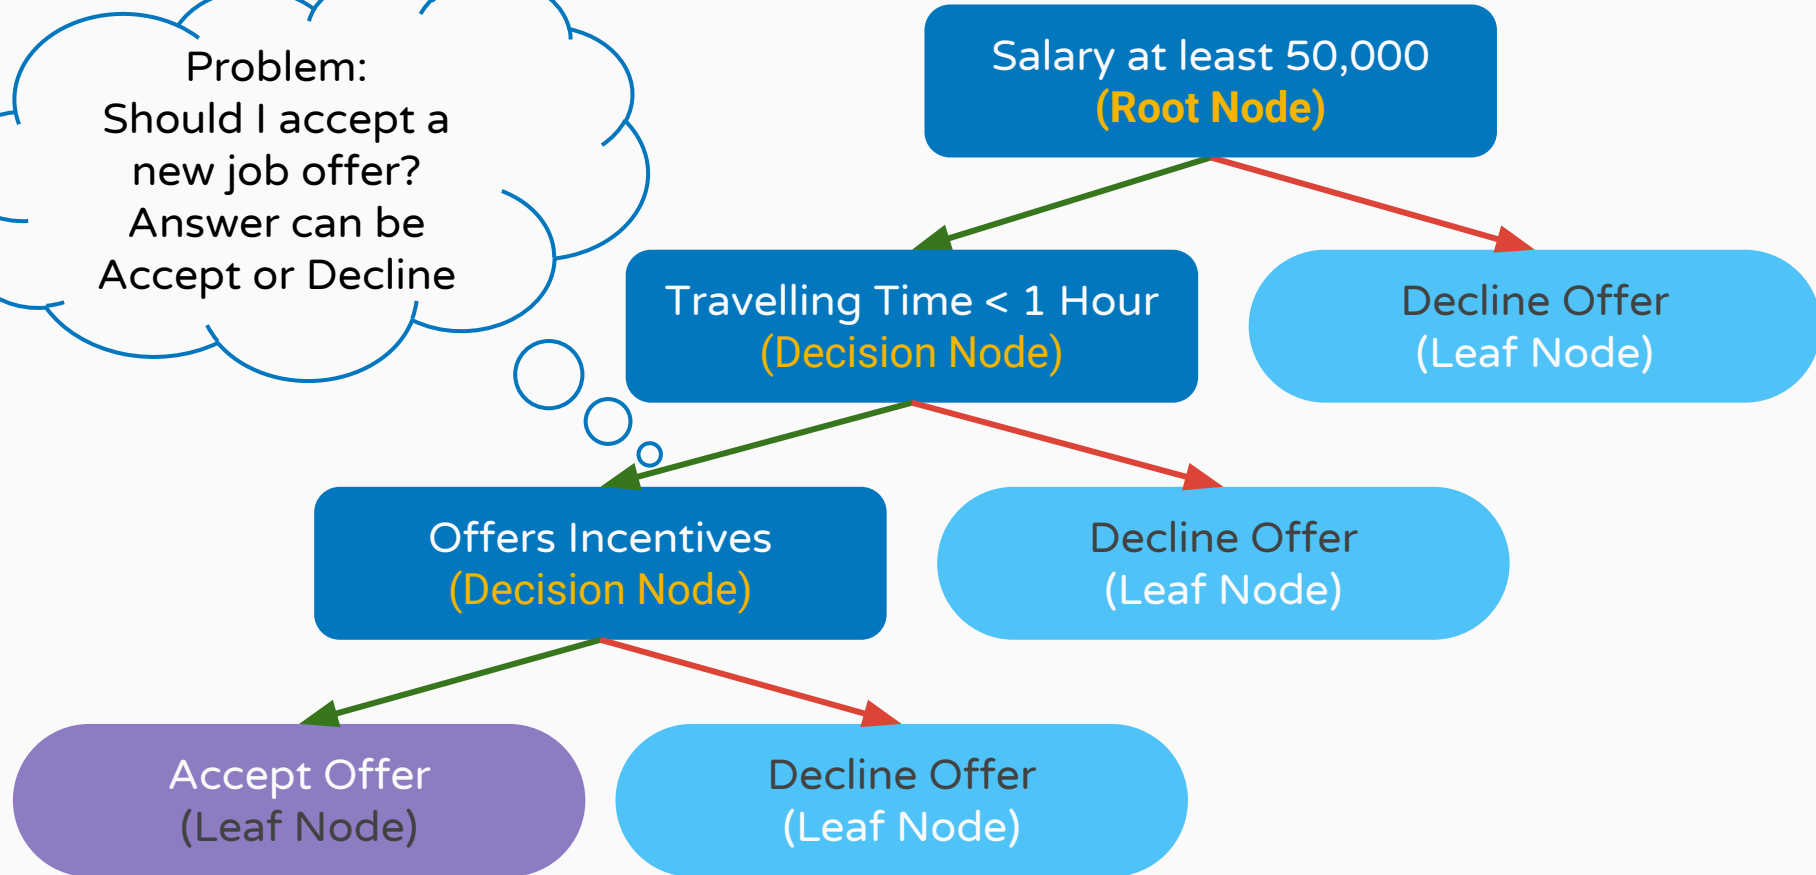 Problem:
Should I accept a
new job offer?
Answer can be
Accept or Decline
Salary at least 50,000
(Root Node)
Travelling Time < 1 Hour
(Decision Node)
Decline Offer
(Leaf Node)
Offers Incentives
(Decision Node)
Decline Offer
(Leaf Node)
Accept Offer
(Leaf Node)
Decline Offer
(Leaf Node)